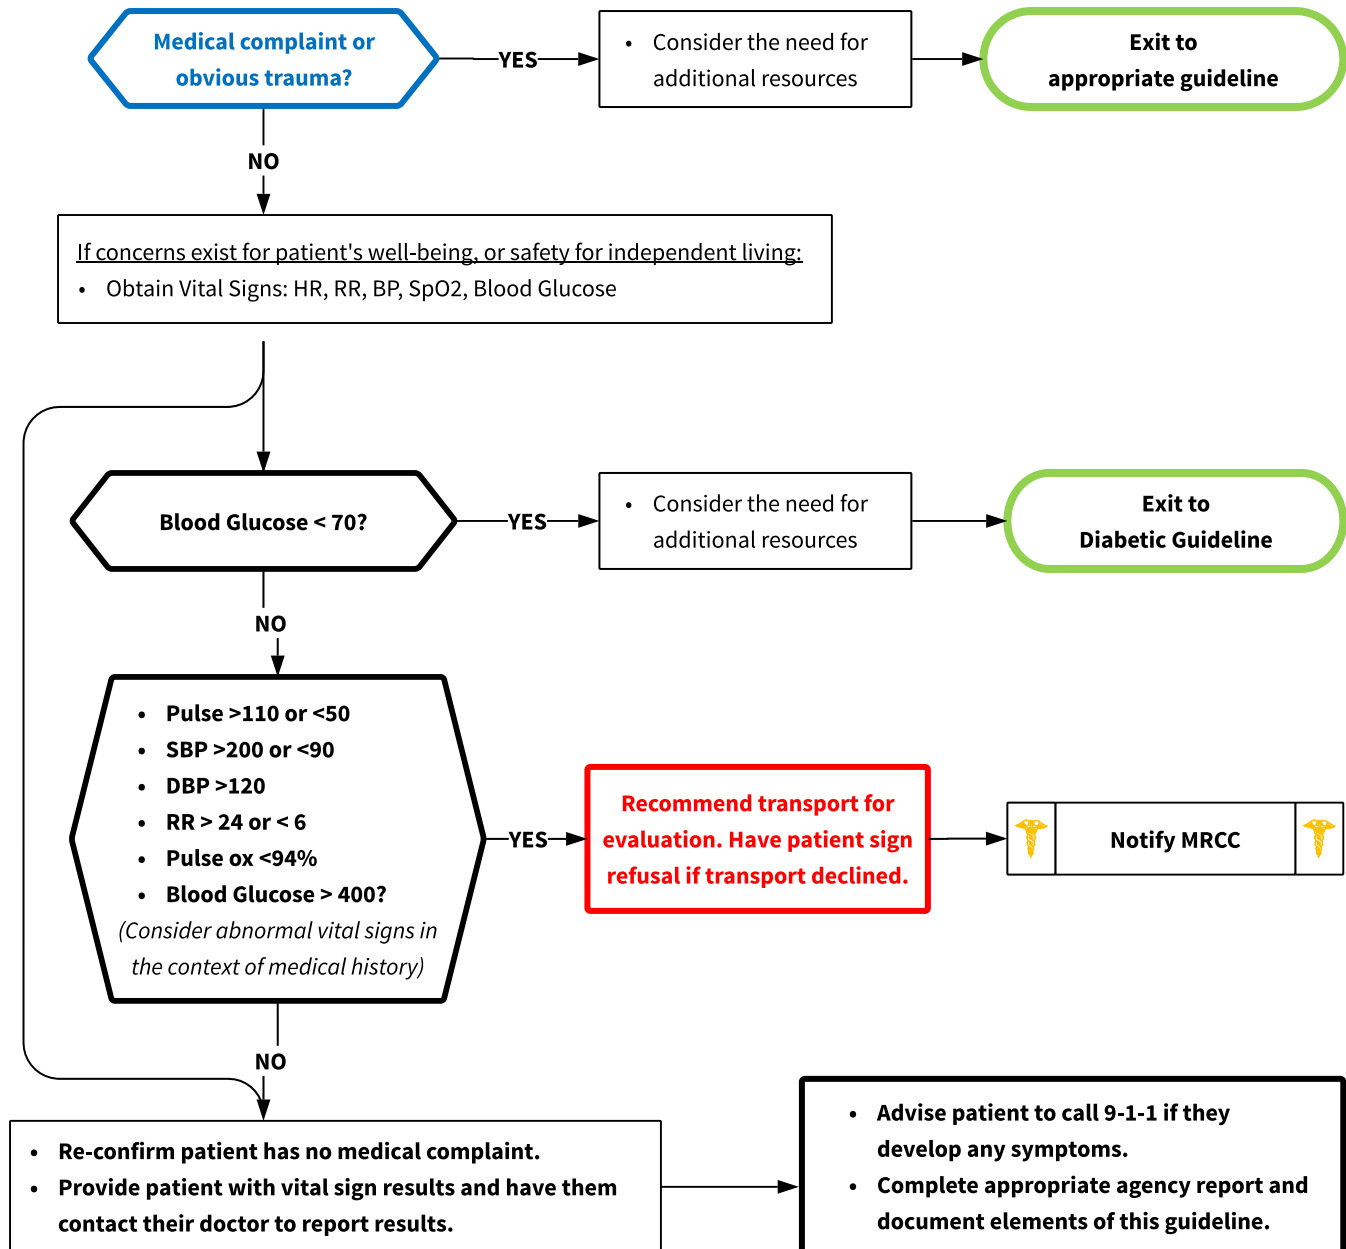 Medical complaint or
obvious trauma?
YES
• Consider the need for
additional resources
Exit to
appropriate guideline
NO
If concerns exist for patient's well-being, or safety for independent living:
• Obtain Vital Signs: HR, RR, BP, SpO2, Blood Glucose
Blood Glucose < 70?
YES
• Consider the need for
additional resources
Exit to
Diabetic Guideline
NO
• Pulse >110 or <50
• SBP >200 or <90
• DBP >120
• RR > 24 or < 6
• Pulse ox <94%
• Blood Glucose > 400?
(Consider abnormal vital signs in
the context of medical history)
YES
Recommend transport for
evaluation. Have patient sign
refusal if transport declined.
Notify MRCC
NO
• Re-confirm patient has no medical complaint.
• Provide patient with vital sign results and have them
contact their doctor to report results.
• Advise patient to call 9-1-1 if they
develop any symptoms.
• Complete appropriate agency report and
document elements of this guideline.